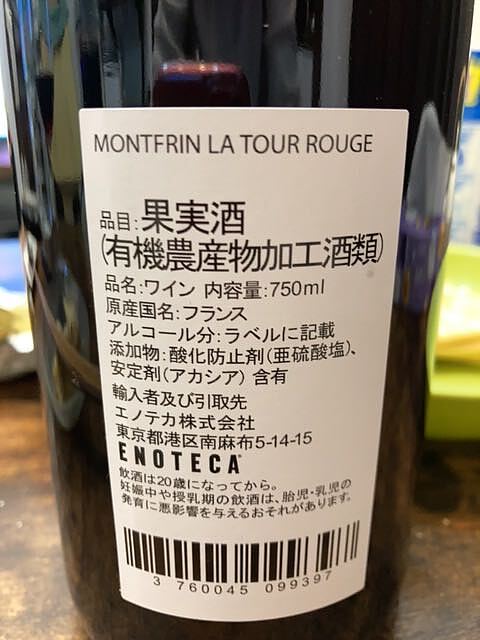 MONTFRIN LA TOUR ROUGE
品目:果実酒
(有機農産物加工酒類)
品名:ワイン 内容量:750ml
原産国名:フランス
アルコール分:ラベルに記載
添加物:酸化防止剤(亜硫酸塩)、
安定剤(アカシア) 含有
輸入者及び引取先
エノテカ株式会社
東京都港区南麻布5-14-15
ENOTECA
飲酒は20歳になってから。
妊娠中や授乳期の飲酒は、胎児・乳児の
発育に悪影響を与えるおそれがあります。
3 760045 099397